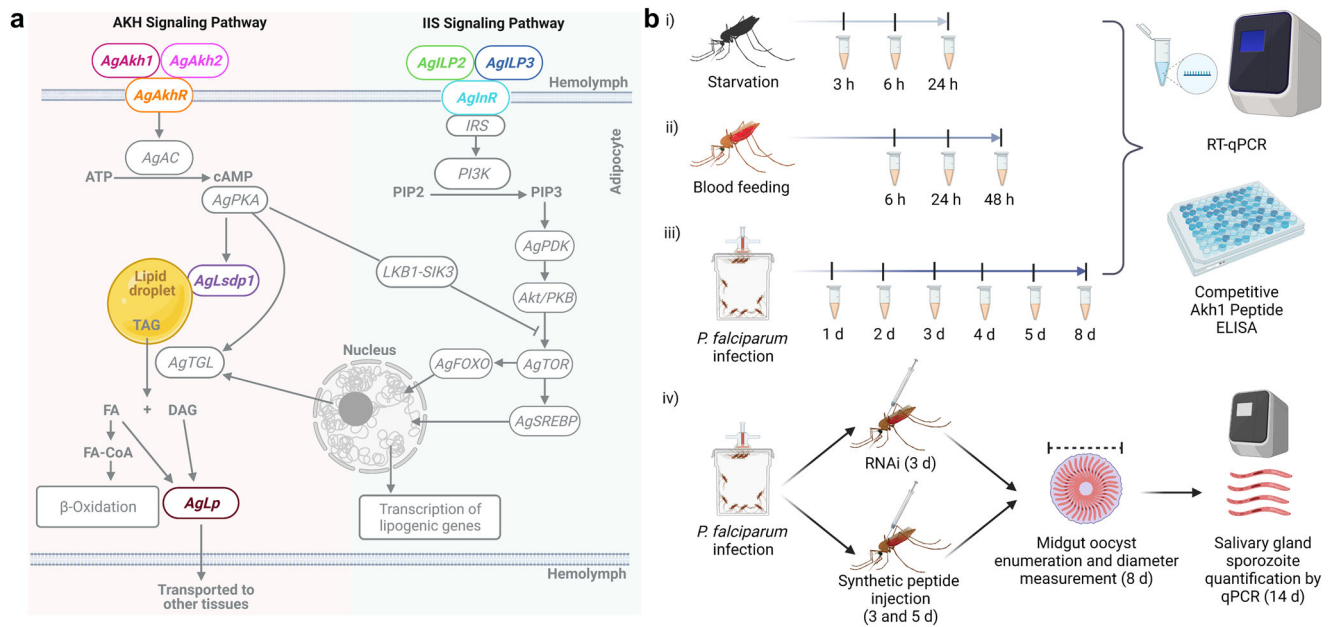 a
AKH Signaling Pathway
IIS Signaling Pathway
AgAkh1
AgAkh2
AgILP2
AgILP3
Hemolymph
AgAkhR
AgInR
IRS
AgAC
PI3K
Adipocyte
ATP
cAMP
PIP2
PIP3
AgPKA
AgPDK
LKB1-SIK3
AgLsdp1
Lipid
droplet
Akt/PKB
TAG
Nucleus
AgTGL
AgFOXO
AgTOR
FA
+
DAG
AgSREBP
FA-CoA
β-Oxidation
AgLp
Transcription of
lipogenic genes
Hemolymph
Transported to
other tissues
b
i)
Starvation
3 h
6 h
24 h
ii)
Blood feeding
6 h
24 h
48 h
RT-qPCR
iii)
P. falciparum
infection
1 d
2 d
3 d
4 d
5 d
8 d
Competitive
Akh1 Peptide
ELISA
iv)
P. falciparum
infection
RNAi (3 d)
Synthetic peptide
injection
(3 and 5 d)
Midgut oocyst
enumeration and diameter
measurement (8 d)
Salivary gland
sporozoite
quantification by
qPCR (14 d)